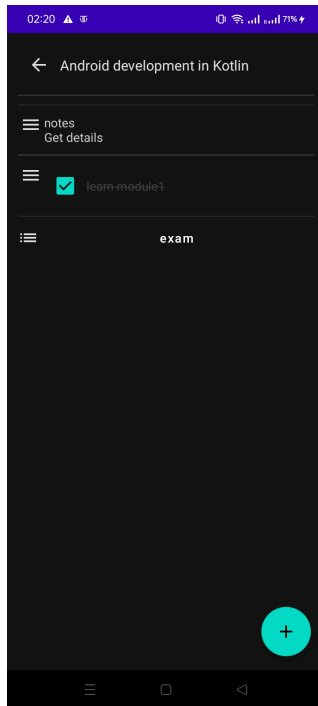 02:20 71%
Android development in Kotlin
notes
Get details
learn module1
exam